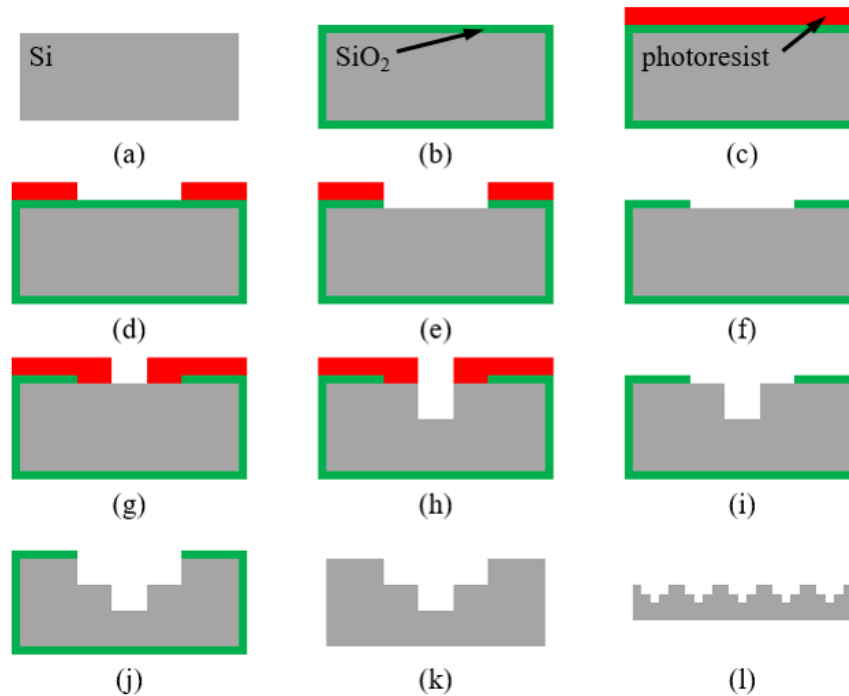 Si
SiO₂
photoresist
(a)
(b)
(c)
(d)
(e)
(f)
(g)
(h)
(i)
(j)
(k)
(l)